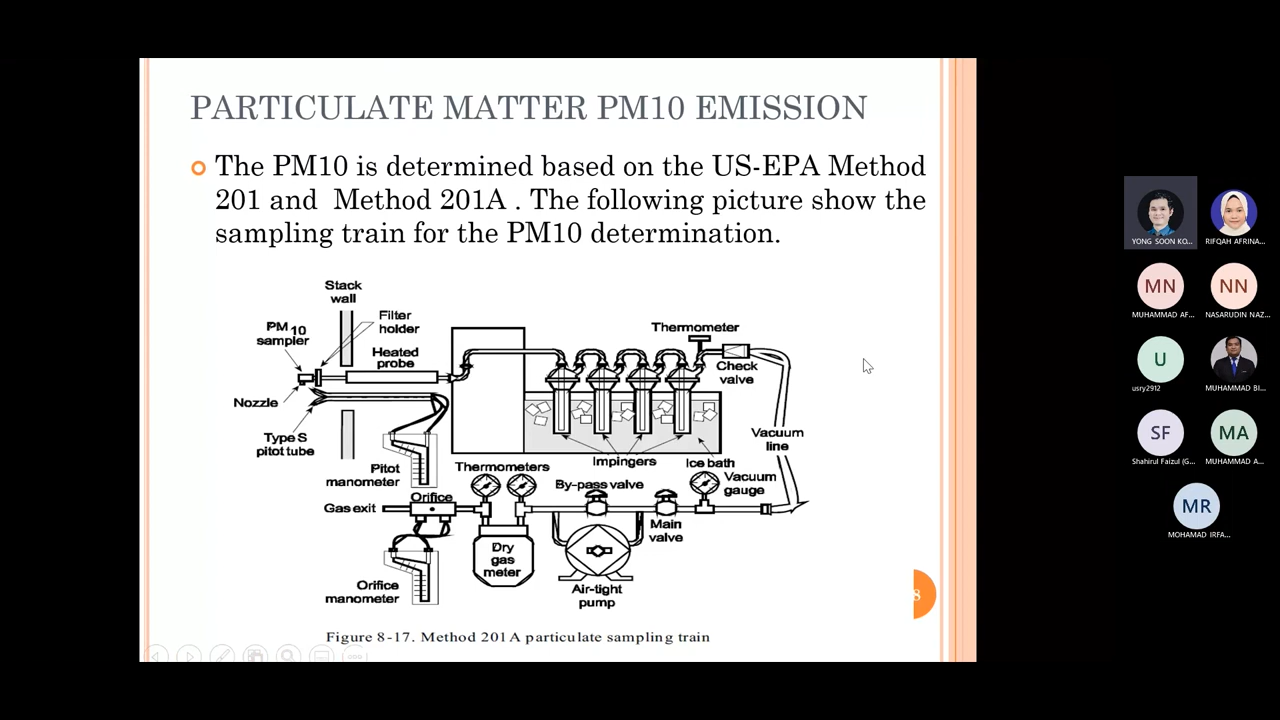 PARTICULATE MATTER PM10 EMISSION
The PM10 is determined based on the US-EPA Method
201 and Method 201A . The following picture show the
sampling train for the PM10 determination.
Stack
wall
Filter
holder
PM 10
sampler
Heated
probe
Nozzle
Type S
pitot tube
Pitot
manometer
Thermometer
Check
valve
Vacuum
line
Impingers
Ice bath
Thermometers
By-pass valve
Vacuum
gauge
Orifice
Gas exit
Main
valve
Dry
gas
meter
Air-tight
pump
Orifice
manometer
8
Figure 8-17. Method 201A particulate sampling train
YONG SOON KO...
RIFQAH AFRINA...
MN
MUHAMMAD AF...
NN
NASARUDIN NAZ...
U
usry2912
MUHAMMAD BI...
SF
Shahirul Faizul (G...
MA
MUHAMMAD A...
MR
MOHAMAD IRFA...